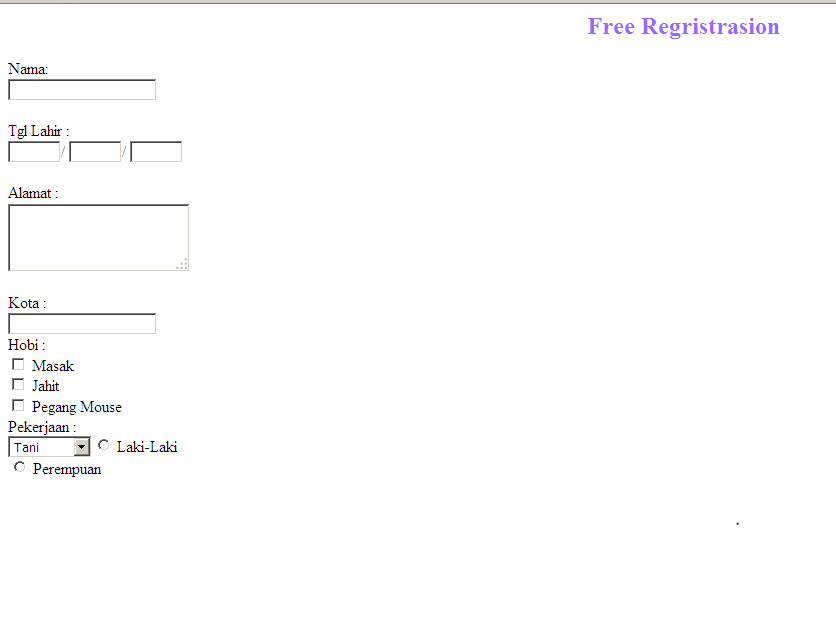 Free Regristrasion
Nama:
Tgl Lahir :
/ /
Alamat :
Kota :
Hobi :
Masak
Jahit
Pegang Mouse
Pekerjaan :
Tani Laki-Laki
Perempuan